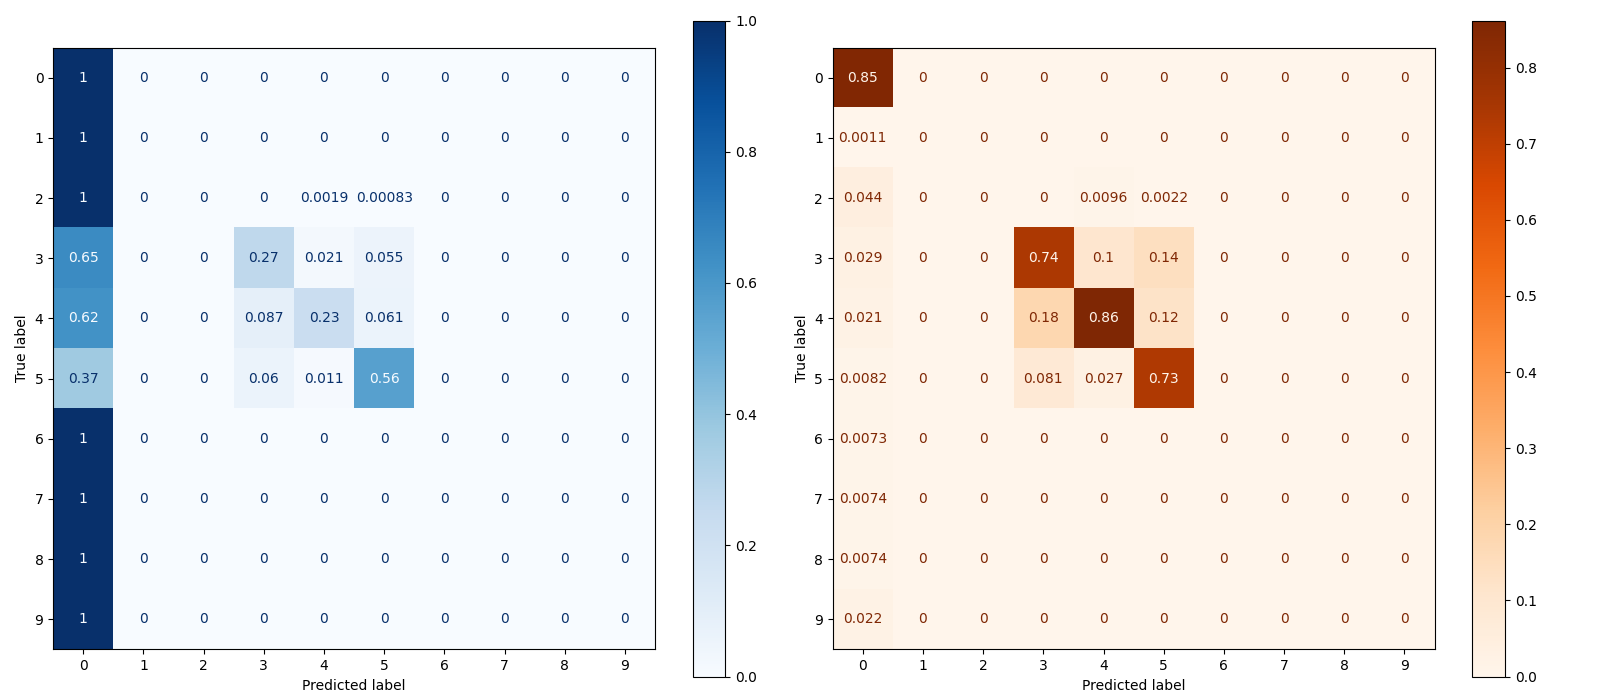 0 1 0 0 0 0 0 0 0 0 0
1 1 0 0 0 0 0 0 0 0 0
2 1 0 0 0 0.0019 0.00083 0 0 0 0
3 0.65 0 0 0.27 0.021 0.055 0 0 0 0
4 0.62 0 0 0.087 0.23 0.061 0 0 0 0
5 0.37 0 0 0.06 0.011 0.56 0 0 0 0
6 1 0 0 0 0 0 0 0 0 0
7 1 0 0 0 0 0 0 0 0 0
8 1 0 0 0 0 0 0 0 0 0
9 1 0 0 0 0 0 0 0 0 0
0 1 2 3 4 5 6 7 8 9
Predicted label
True label
1.0
0.8
0.6
0.4
0.2
0.0
0 0.85 0 0 0 0 0 0 0 0 0
1 0.0011 0 0 0 0 0 0 0 0 0
2 0.044 0 0 0 0.0096 0.0022 0 0 0 0
3 0.029 0 0 0.74 0.1 0.14 0 0 0 0
4 0.021 0 0 0.18 0.86 0.12 0 0 0 0
5 0.0082 0 0 0.081 0.027 0.73 0 0 0 0
6 0.0073 0 0 0 0 0 0 0 0 0
7 0.0074 0 0 0 0 0 0 0 0 0
8 0.0074 0 0 0 0 0 0 0 0 0
9 0.022 0 0 0 0 0 0 0 0 0
0 1 2 3 4 5 6 7 8 9
Predicted label
True label
0.8
0.7
0.6
0.5
0.4
0.3
0.2
0.1
0.0